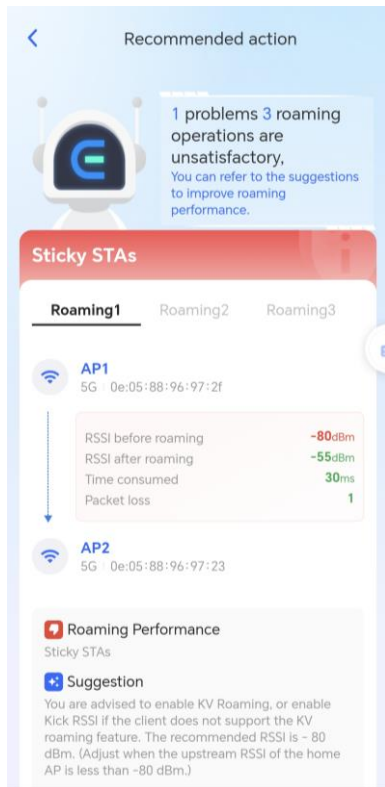 Recommended action
1 problems 3 roaming
operations are
unsatisfactory,
You can refer to the suggestions
to improve roaming
performance.
Sticky STAs
Roaming1 Roaming2 Roaming3
AP1
5G 0e:05:88:96:97:2f
RSSI before roaming -80dBm
RSSI after roaming -55dBm
Time consumed 30ms
Packet loss 1
AP2
5G 0e:05:88:96:97:23
Roaming Performance
Sticky STAs
Suggestion
You are advised to enable KV Roaming, or enable
Kick RSSI if the client does not support the KV
roaming feature. The recommended RSSI is - 80
dBm. (Adjust when the upstream RSSI of the home
AP is less than -80 dBm.)